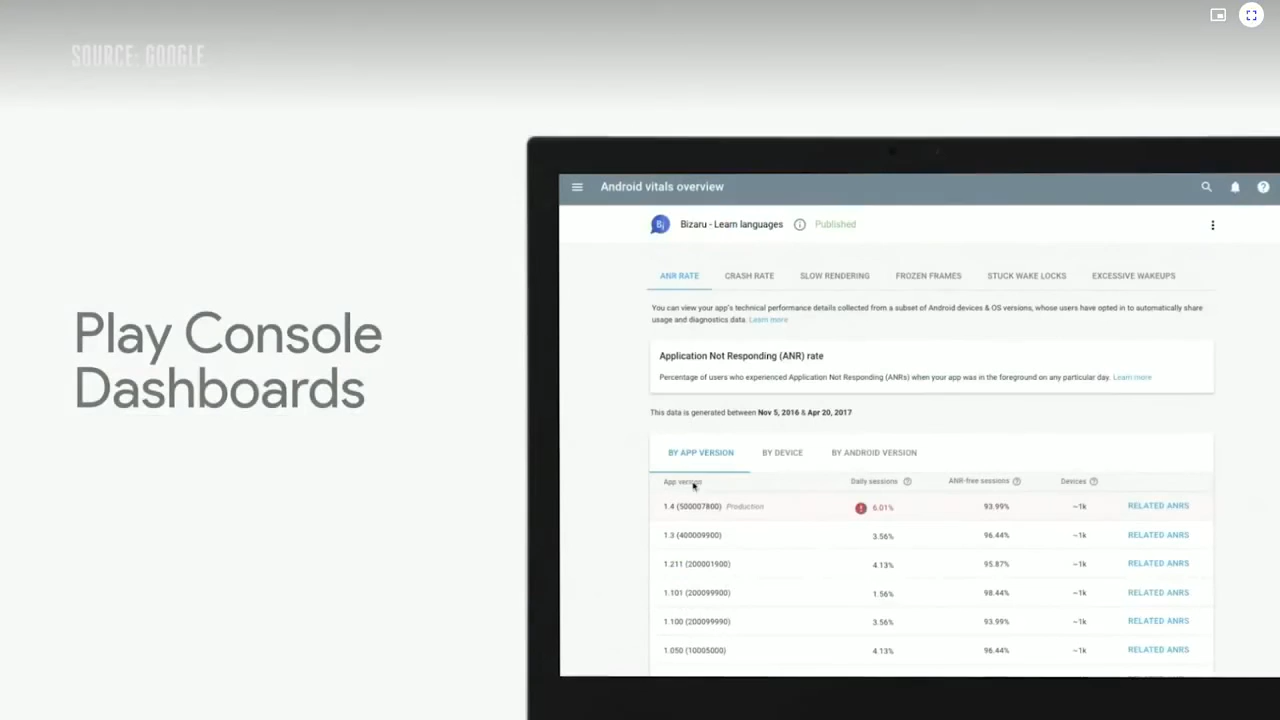 SOURCE: GOOGLE
Play Console
Dashboards
Android vitals overview
Bj Bizaru - Learn languages Published
ANR RATE CRASH RATE SLOW RENDERING FROZEN FRAMES STUCK WAKE LOCKS EXCESSIVE WAKEUPS
You can view your app's technical performance details collected from a subset of Android devices & OS versions, whose users have opted in to automatically share
usage and diagnostics data. Learn more
Application Not Responding (ANR) rate
Percentage of users who experienced Application Not Responding (ANRs) when your app was in the foreground on any particular day. Learn more
This data is generated between Nov 5, 2016 & Apr 20, 2017
BY APP VERSION BY DEVICE BY ANDROID VERSION
App version Daily sessions ? ANR-free sessions ? Devices ?
1.4 (500007800) Production ! 6.01% 93.99% ~1k RELATED ANRS
1.3 (400009900) 3.56% 96.44% ~1k RELATED ANRS
1.211 (200001900) 4.13% 95.87% ~1k RELATED ANRS
1.101 (200099900) 1.56% 98.44% ~1k RELATED ANRS
1.100 (200099990) 3.56% 93.99% ~1k RELATED ANRS
1.050 (10005000) 4.13% 96.44% ~1k RELATED ANRS